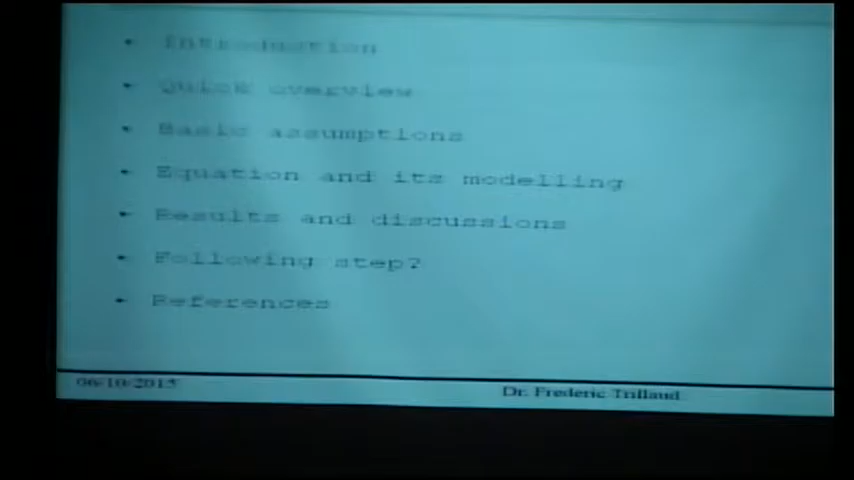 • Introduction
• Quick overview
• Basic assumptions
• Equation and its modelling
• Results and discussions
• Following step?
• References
06/10/2015
Dr. Frederic Trillaud